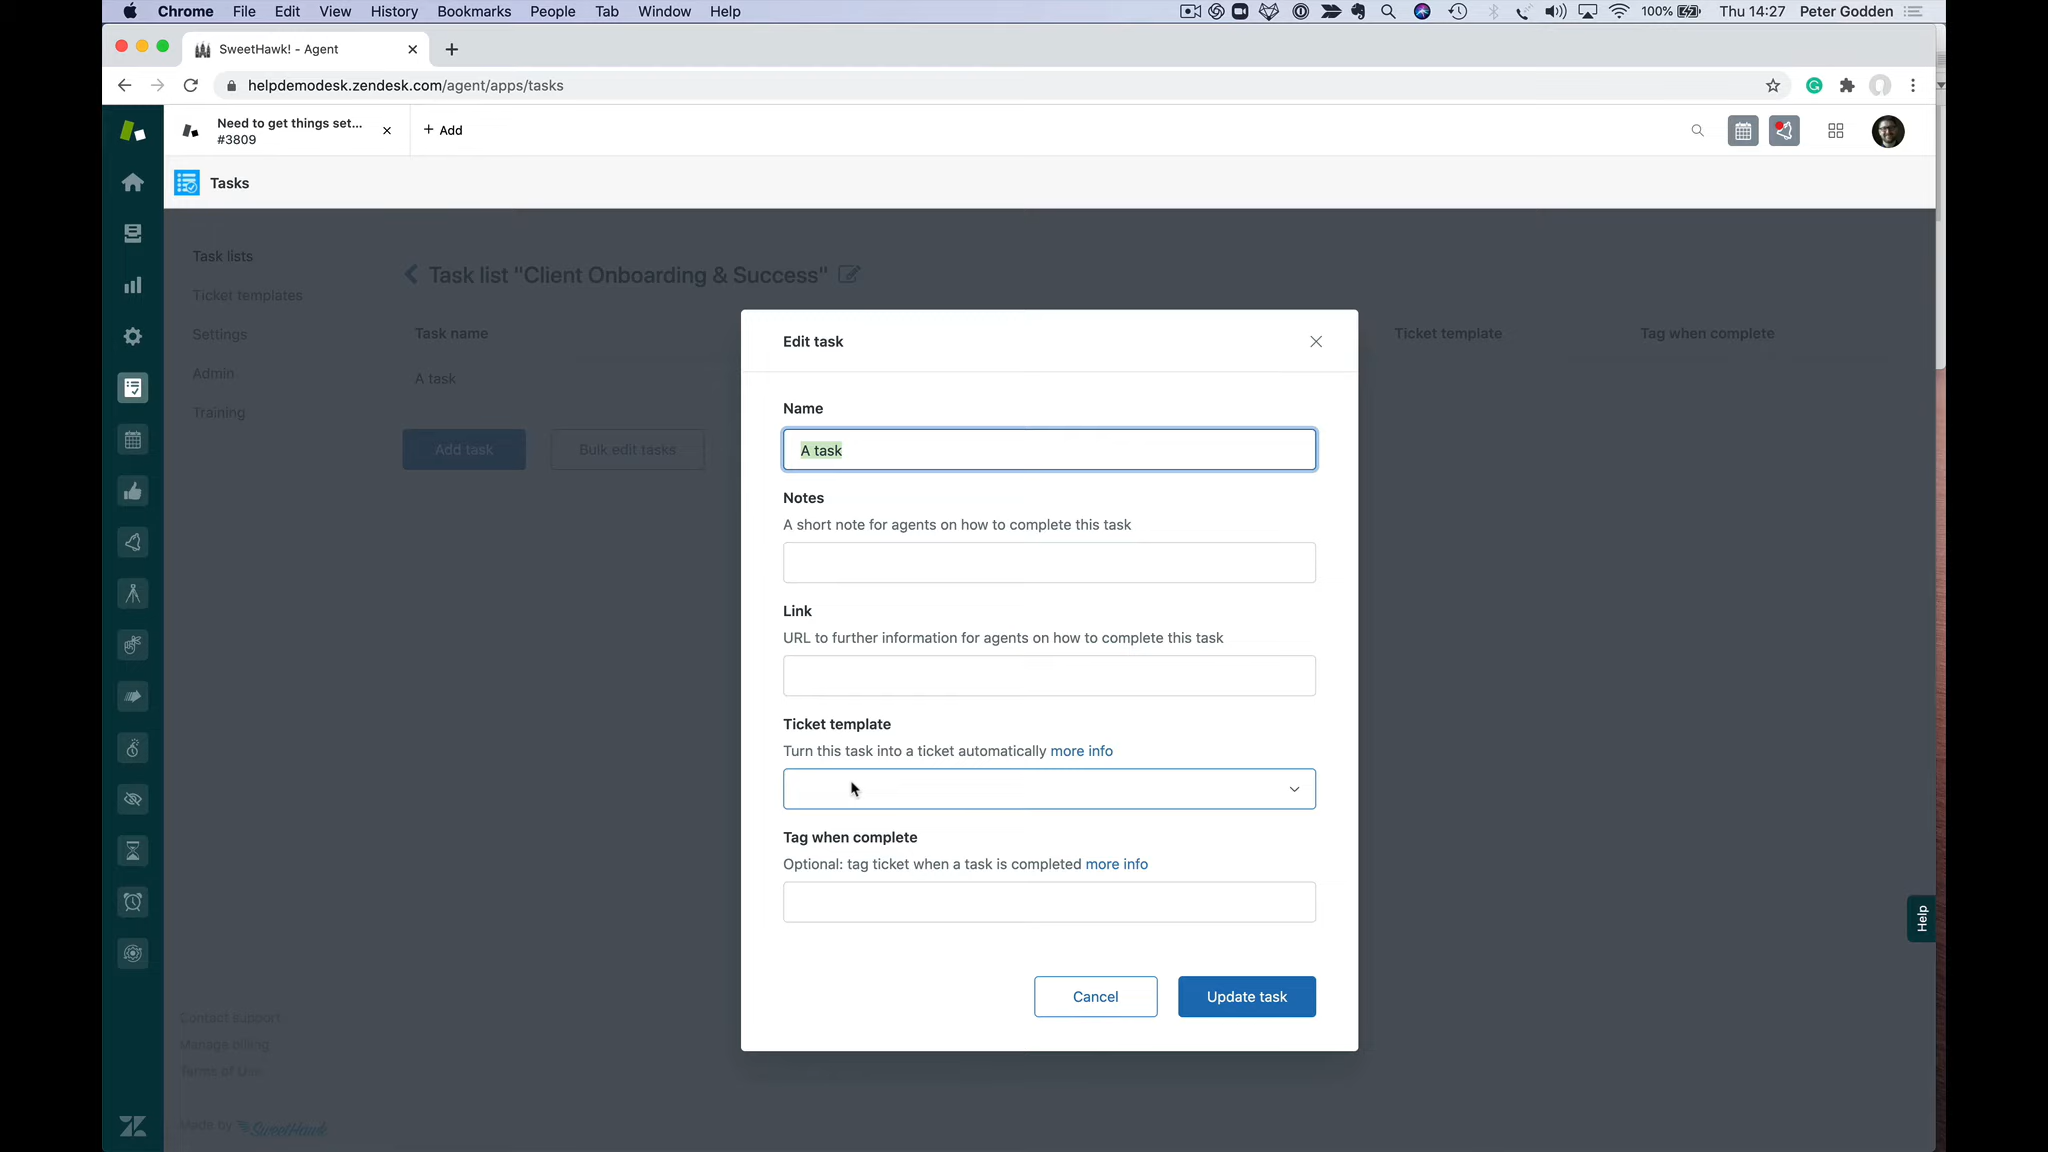 Chrome File Edit View History Bookmarks People Tab Window Help 100% Thu 14:27 Peter Godden
SweetHawk! - Agent
helpdemodesk.zendesk.com/agent/apps/tasks
Need to get things set...
#3809
+ Add
Tasks
Task lists
Ticket templates
Settings
Admin
Training
Task list "Client Onboarding & Success"
Task name
Ticket template
Tag when complete
A task
Add task
Bulk edit tasks
Edit task
Name
A task
Notes
A short note for agents on how to complete this task
Link
URL to further information for agents on how to complete this task
Ticket template
Turn this task into a ticket automatically more info
Tag when complete
Optional: tag ticket when a task is completed more info
Cancel
Update task
Help
Contact support
Manage billing
Terms of Use
Made by SweetHawk